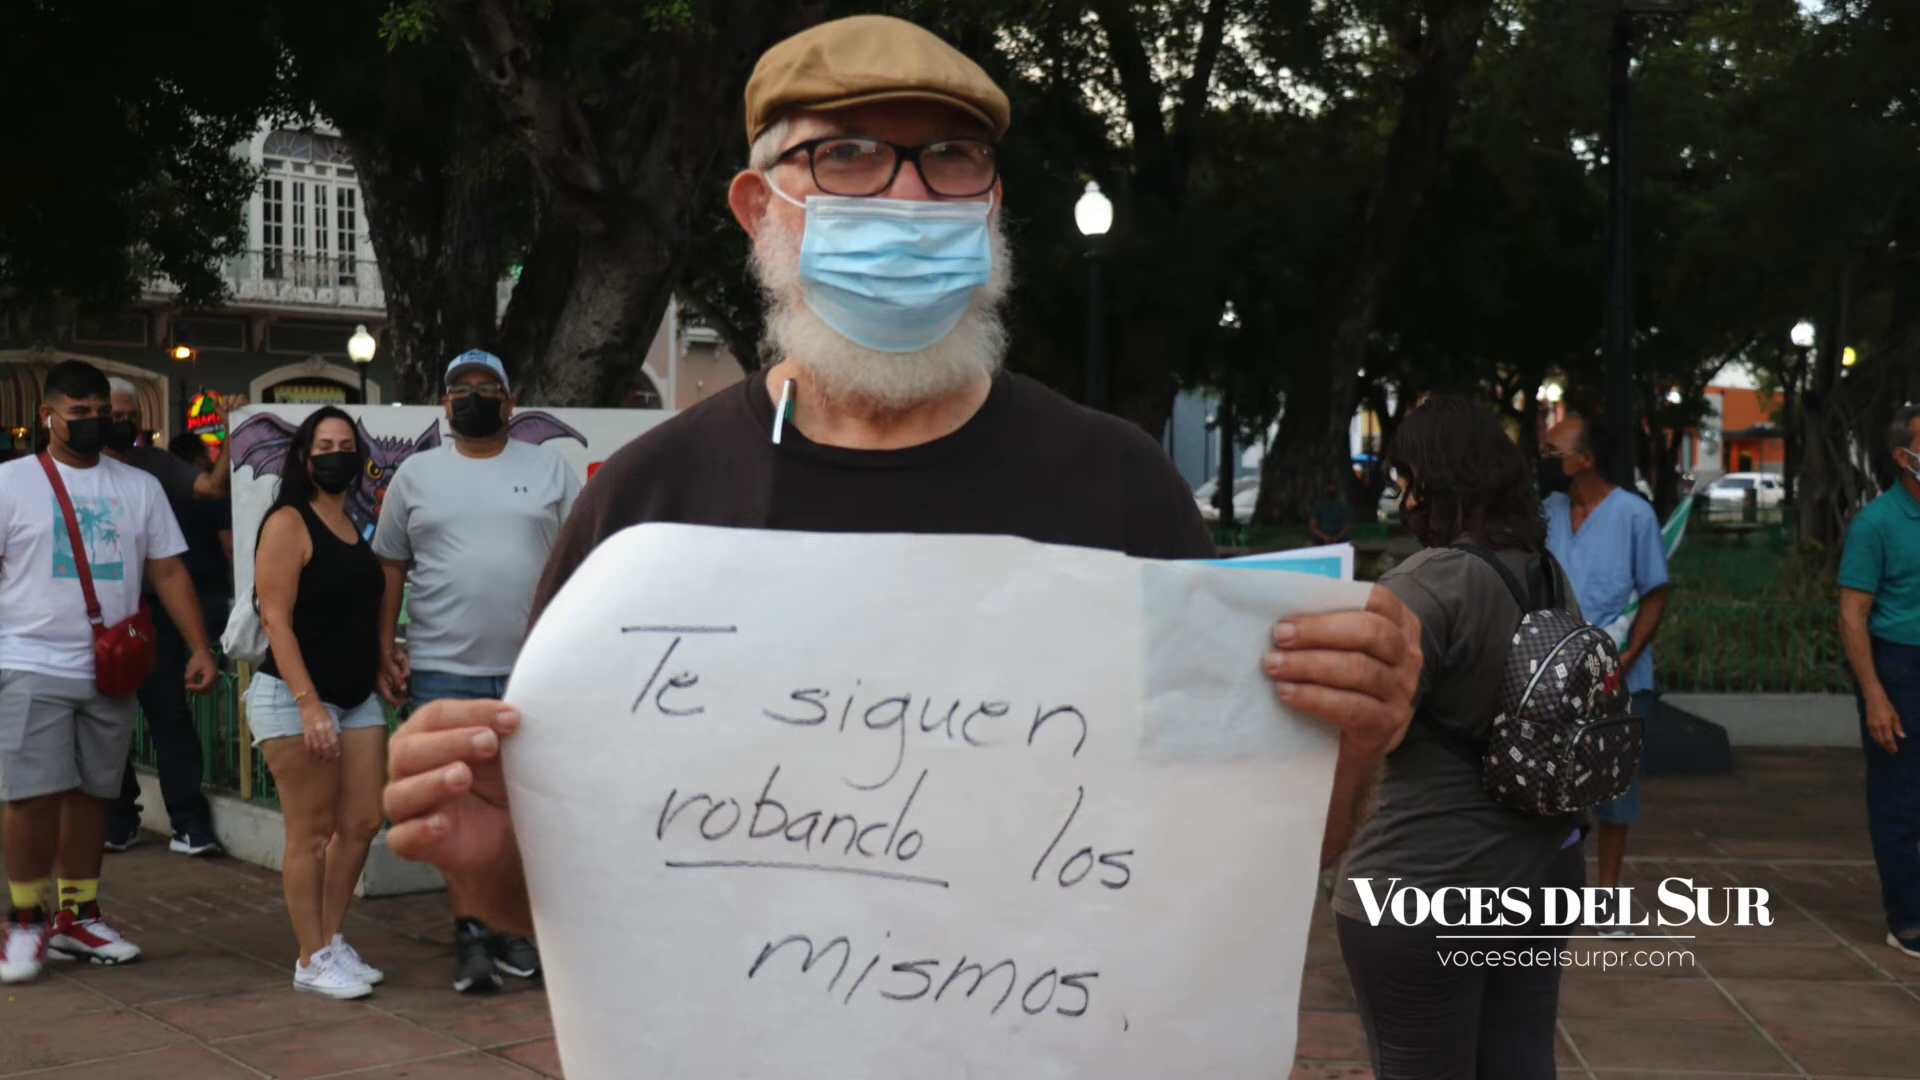 Te siguen
robando los
mismos.
VOCES DEL SUR
vocesdelsurpr.com